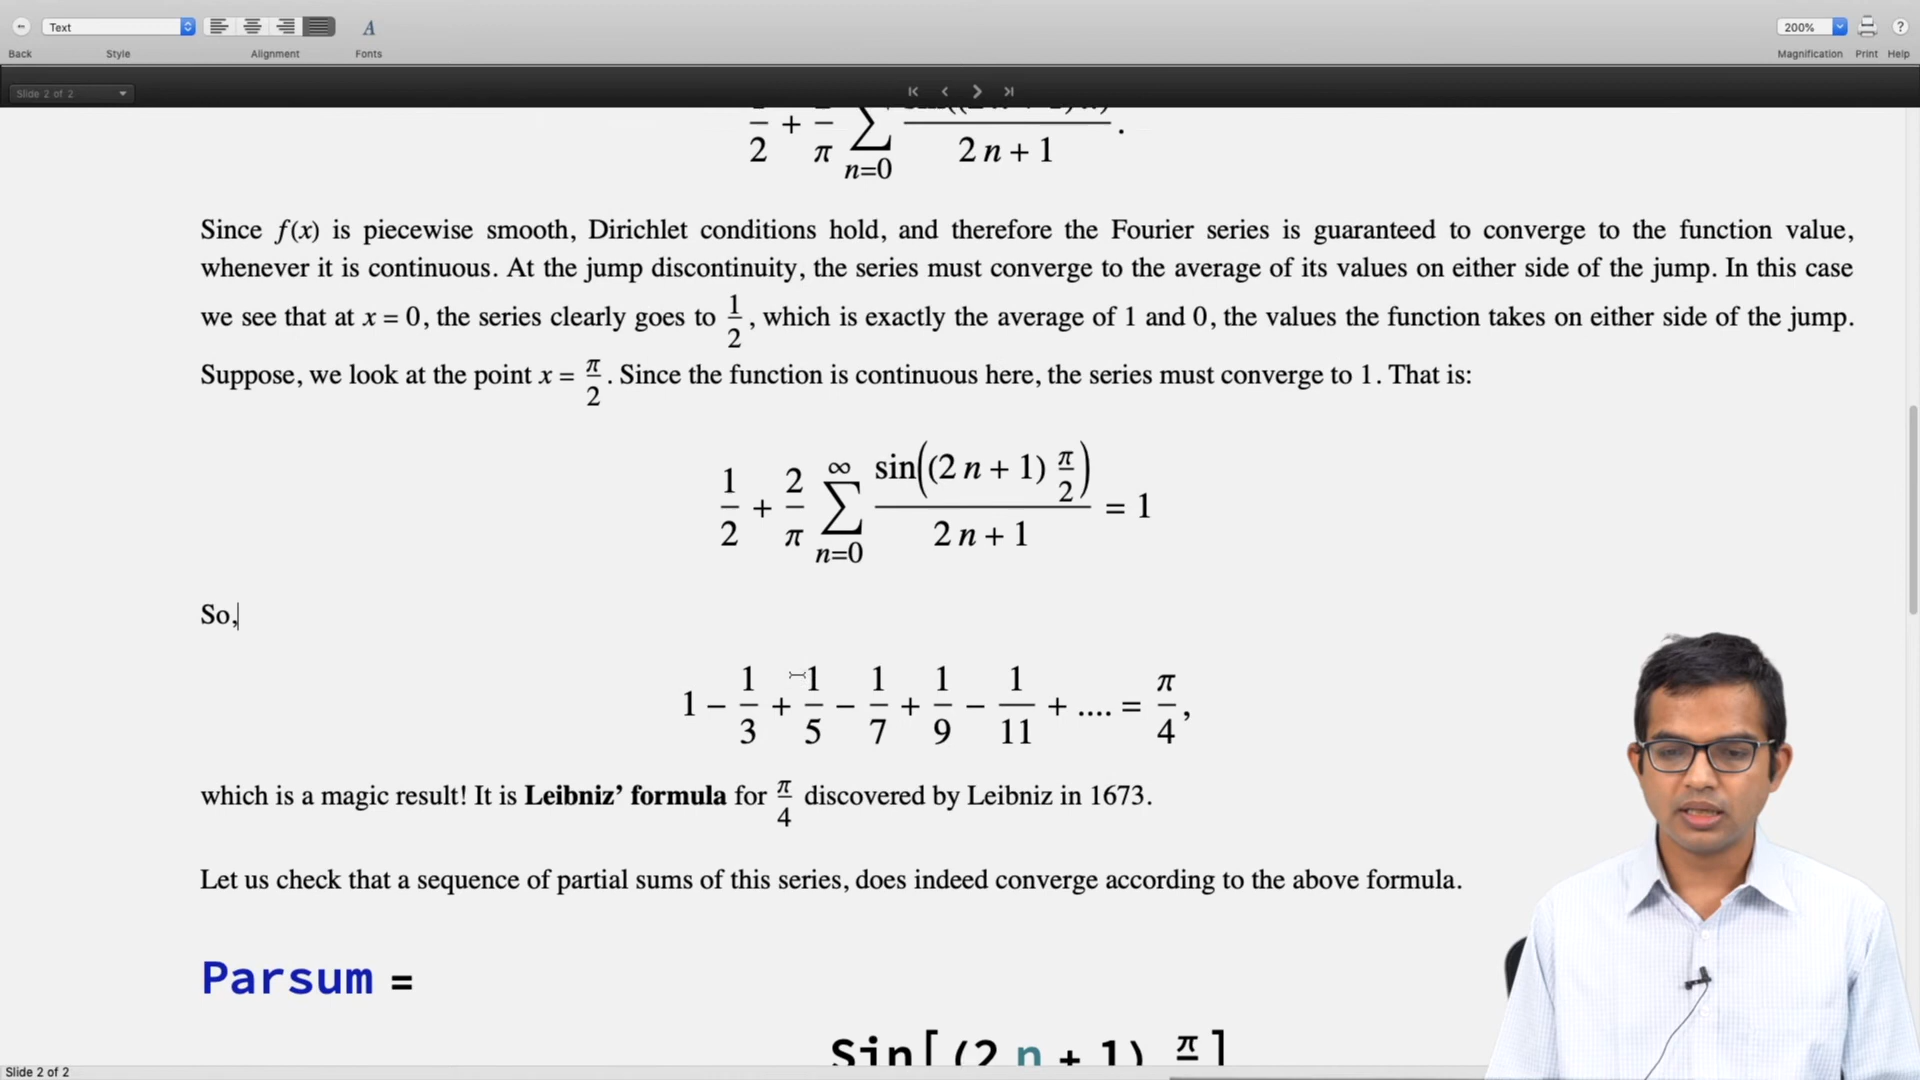 Text
200%
Back Style Alignment Fonts Magnification Print Help
Slide 2 of 2
1/2 + 2/π ∑ n=0 sin((2 n + 1) x) / 2 n + 1 .
Since f(x) is piecewise smooth, Dirichlet conditions hold, and therefore the Fourier series is guaranteed to converge to the function value,
whenever it is continuous. At the jump discontinuity, the series must converge to the average of its values on either side of the jump. In this case
we see that at x = 0, the series clearly goes to 1/2, which is exactly the average of 1 and 0, the values the function takes on either side of the jump.
Suppose, we look at the point x = π/2. Since the function is continuous here, the series must converge to 1. That is:
1/2 + 2/π ∑ n=0 ∞ sin((2 n + 1) π/2) / 2 n + 1 = 1
So,
1 − 1/3 + 1/5 − 1/7 + 1/9 − 1/11 + .... = π/4,
which is a magic result! It is Leibniz’ formula for π/4 discovered by Leibniz in 1673.
Let us check that a sequence of partial sums of this series, does indeed converge according to the above formula.
Parsum =
Sin[(2 n + 1) π]
Slide 2 of 2